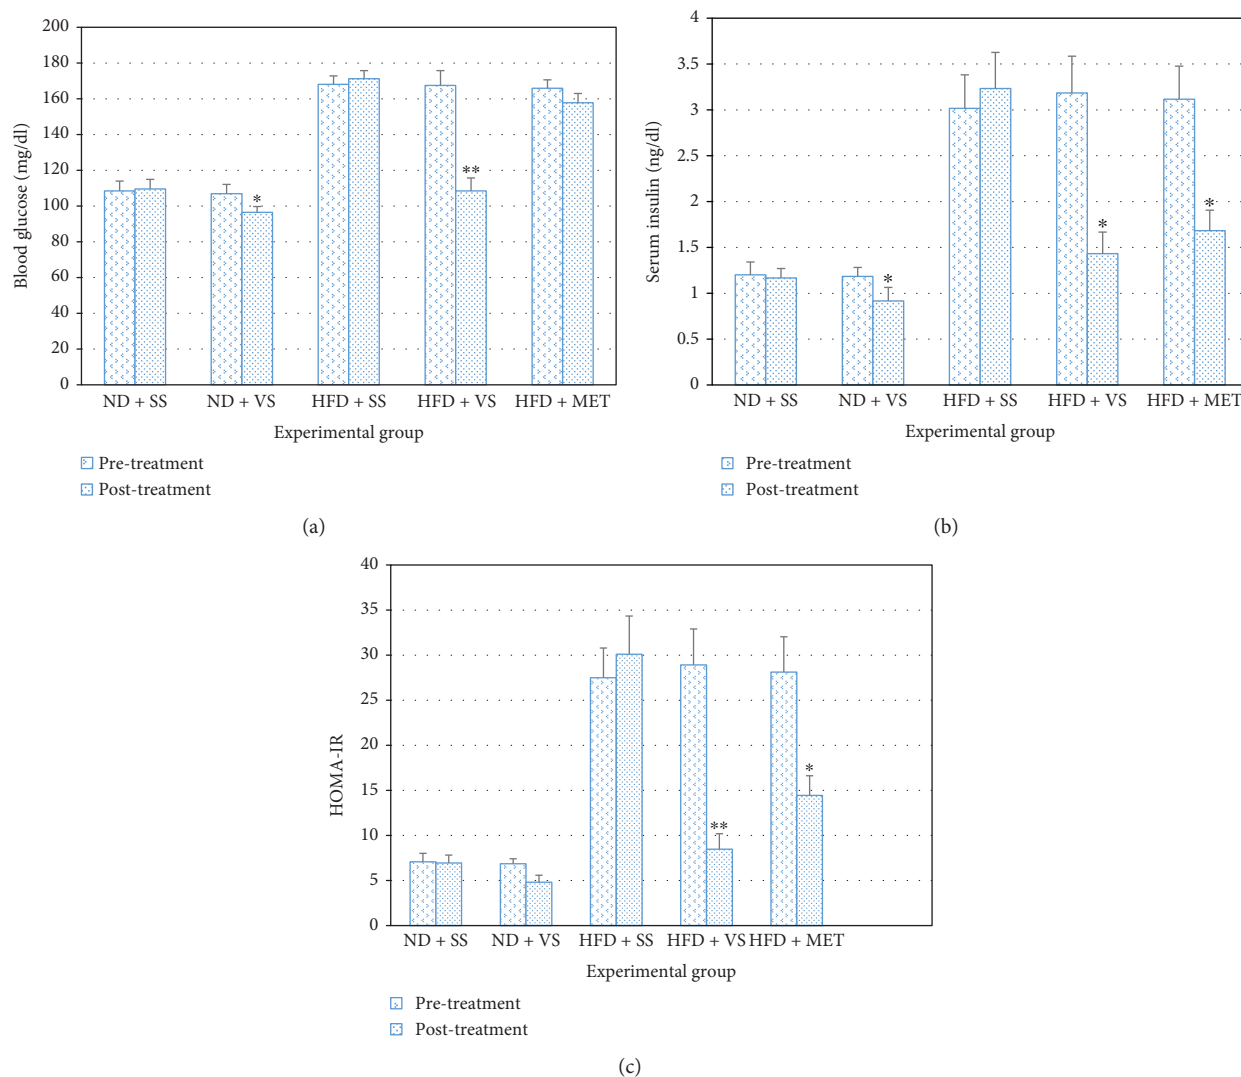 200
180
160
140
120
100
80
60
40
20
0
Blood glucose (mg/dl)
*
**
ND + SS ND + VS HFD + SS HFD + VS HFD + MET
Experimental group
Pre-treatment
Post-treatment
(a)
4
3.5
3
2.5
2
1.5
1
0.5
0
Serum insulin (ng/dl)
*
*
*
ND + SS ND + VS HFD + SS HFD + VS HFD + MET
Experimental group
Pre-treatment
Post-treatment
(b)
40
35
30
25
20
15
10
5
0
HOMA-IR
**
*
ND + SS ND + VS HFD + SS HFD + VS HFD + MET
Experimental group
Pre-treatment
Post-treatment
(c)